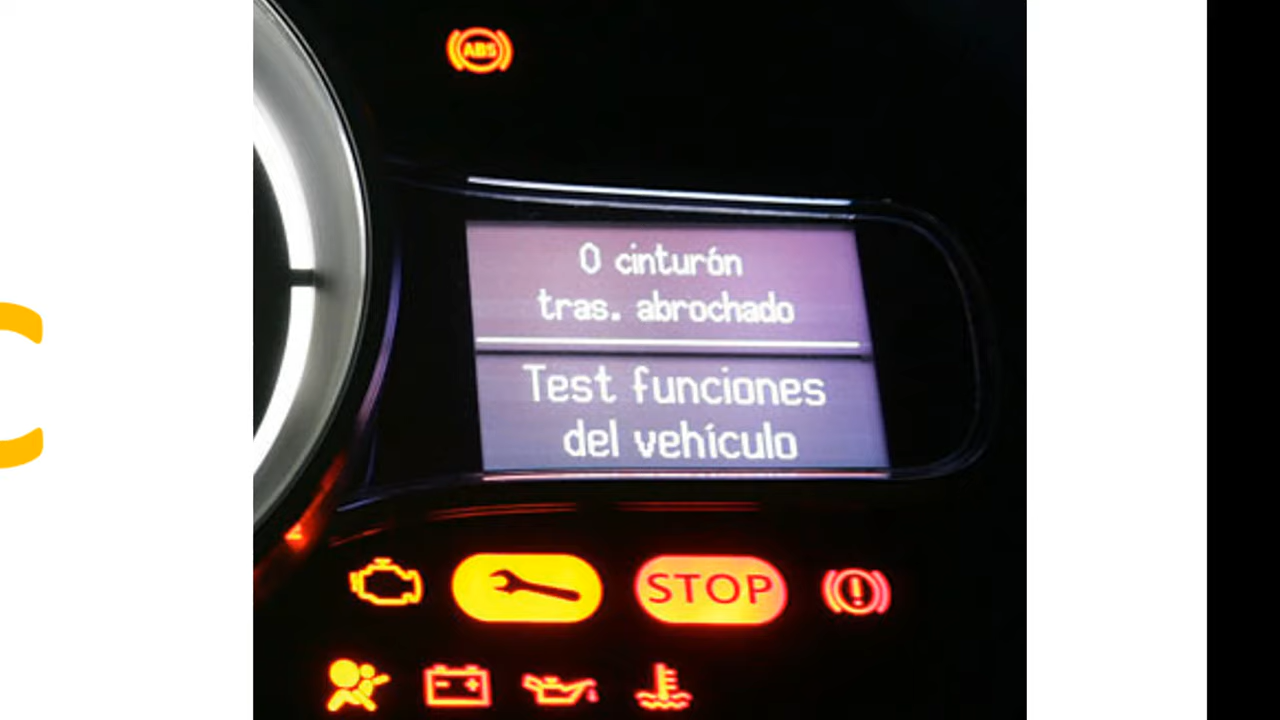 ABS
0 cinturón
tras. abrochado
Test funciones
del vehículo
STOP